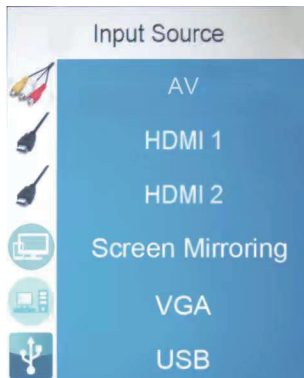 Input Source
AV
HDMI 1
HDMI 2
Screen Mirroring
VGA
USB